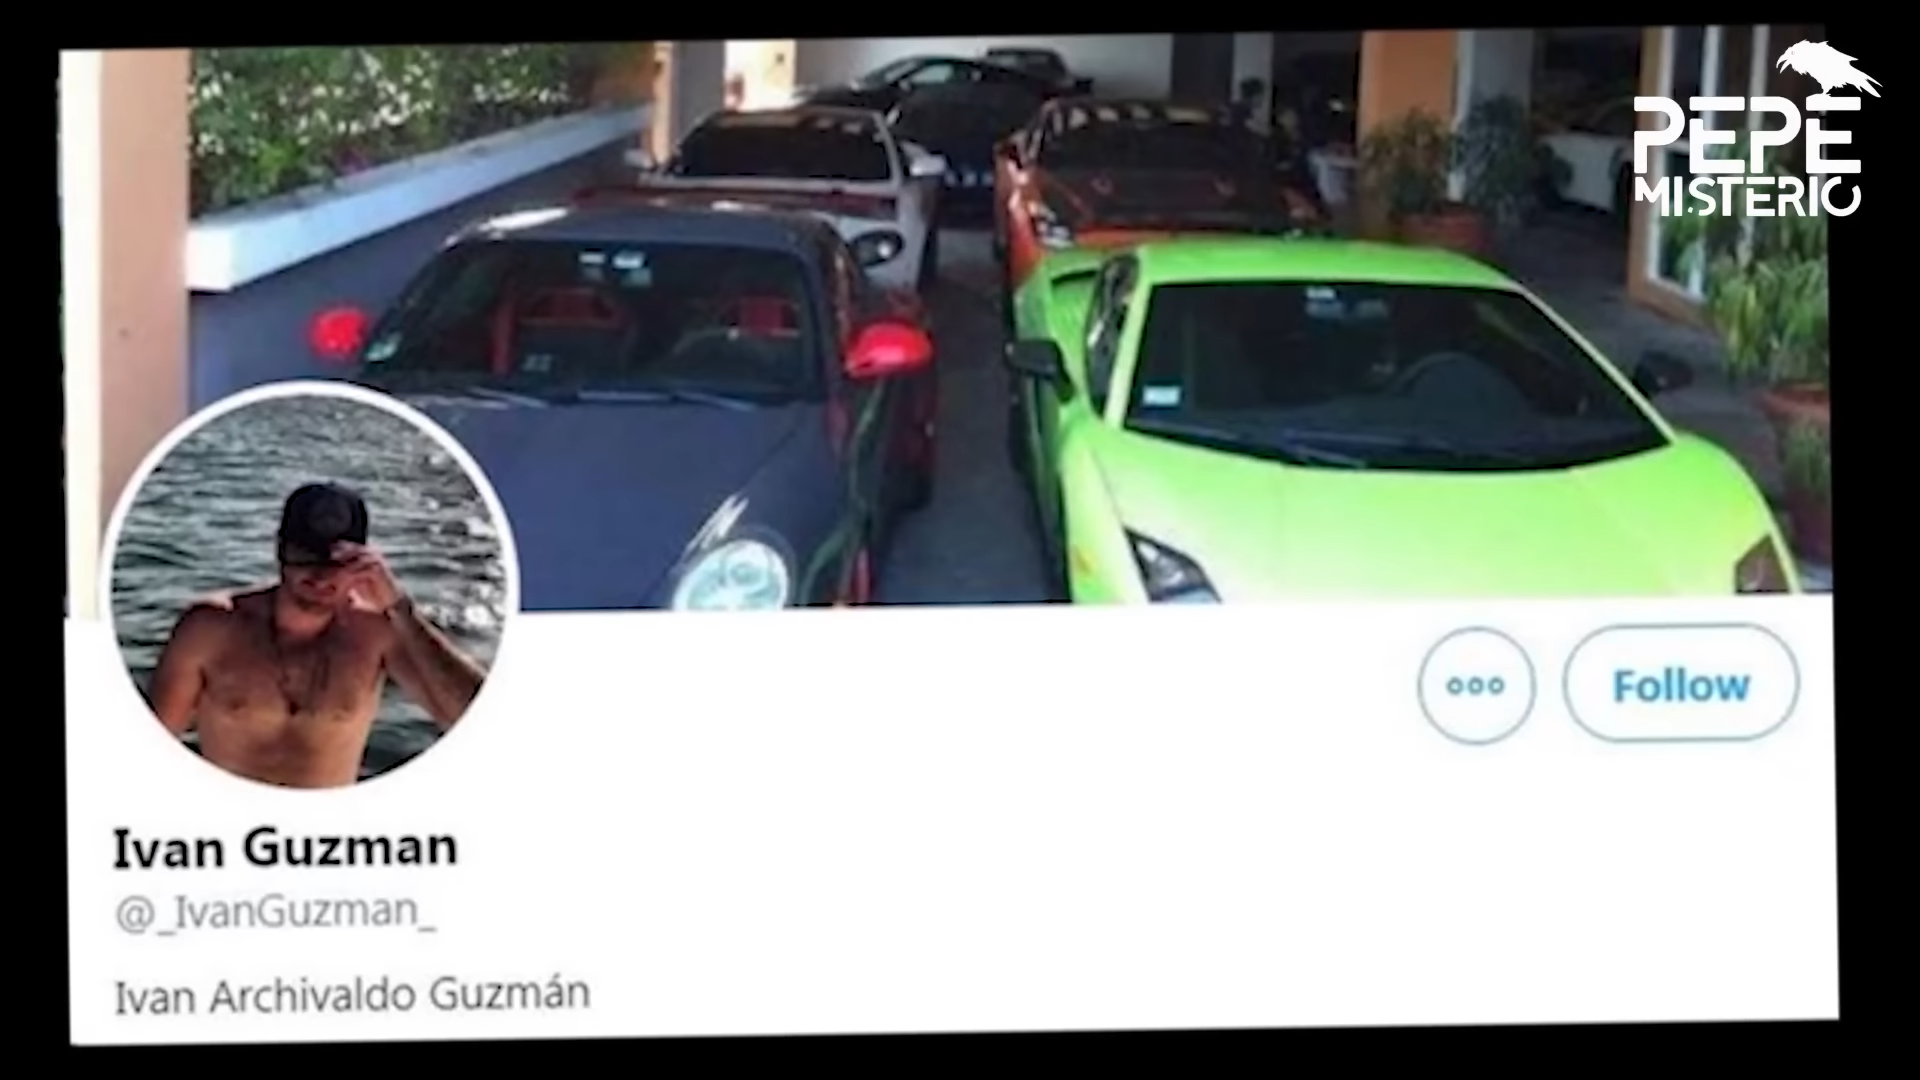 PEPE
MISTERIO
Follow
Ivan Guzman
@_IvanGuzman_
Ivan Archivaldo Guzmán